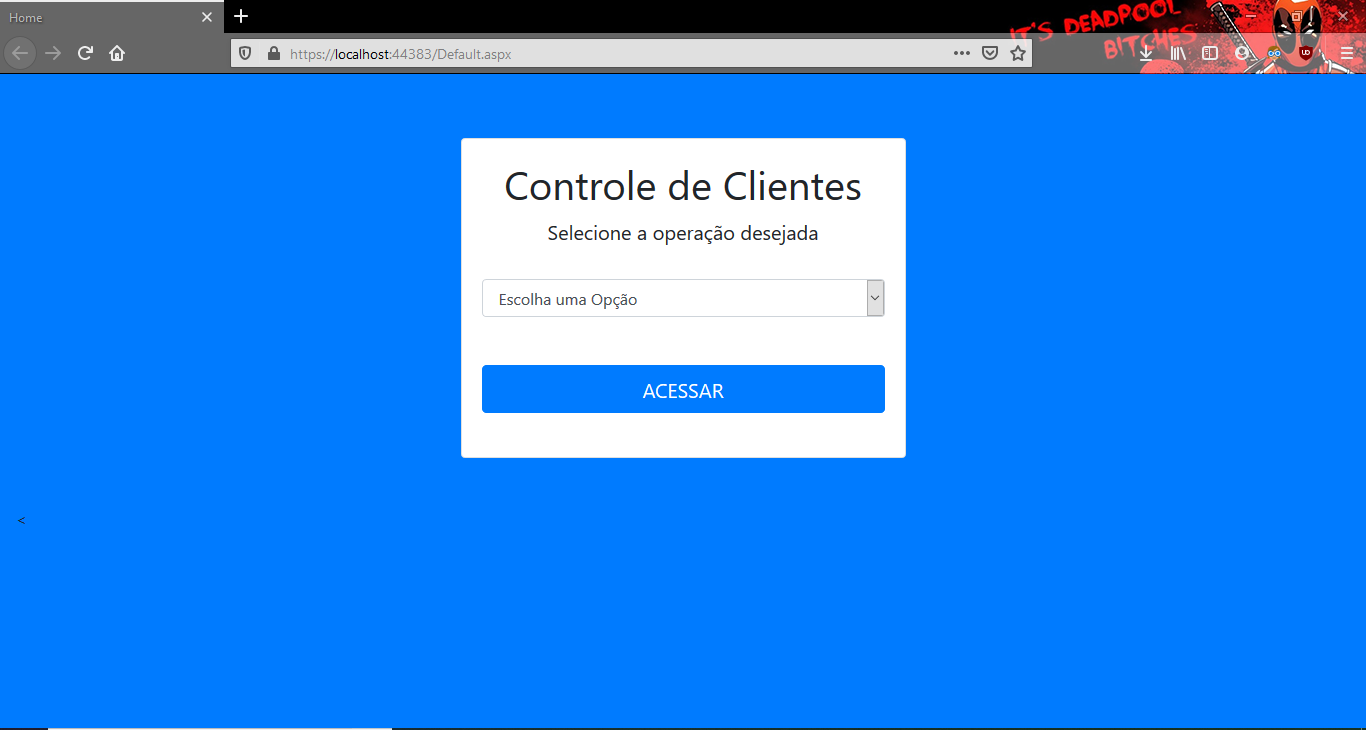 Home
IT'S DEADPOOL
BITCHES
https://localhost:44383/Default.aspx
Controle de Clientes
Selecione a operação desejada
Escolha uma Opção
ACESSAR
<